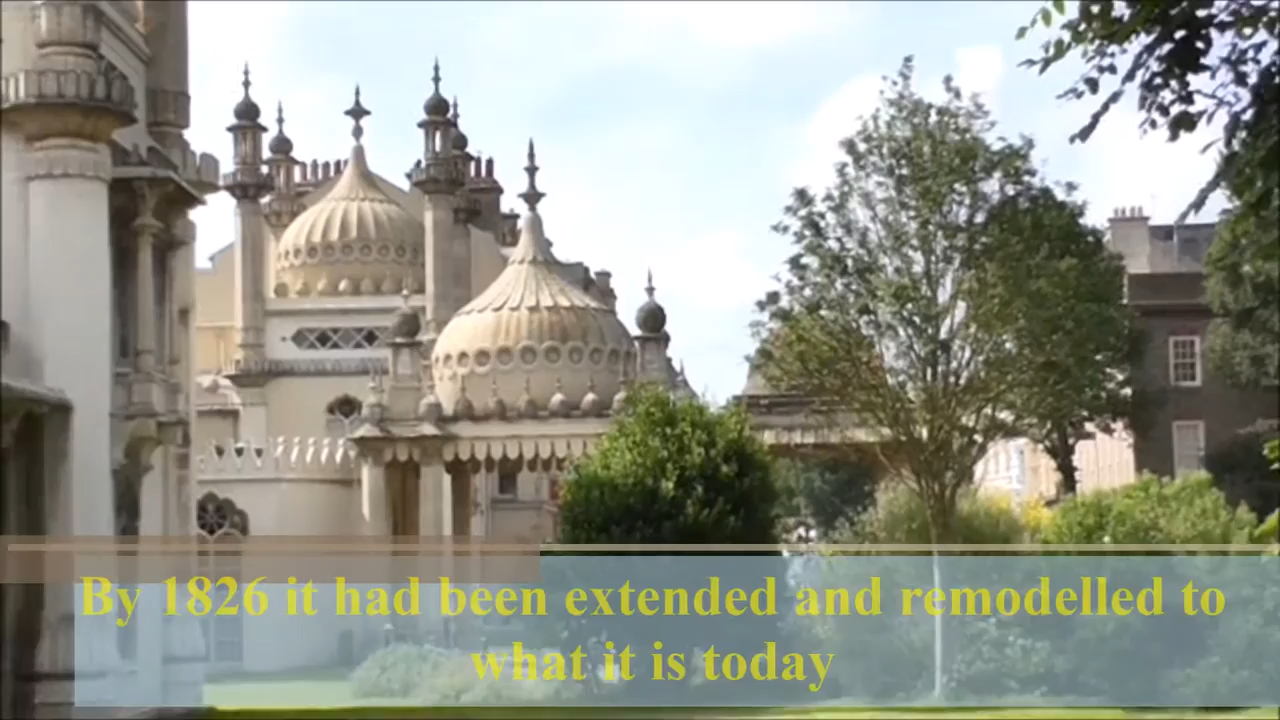 By 1826 it had been extended and remodelled to
what it is today